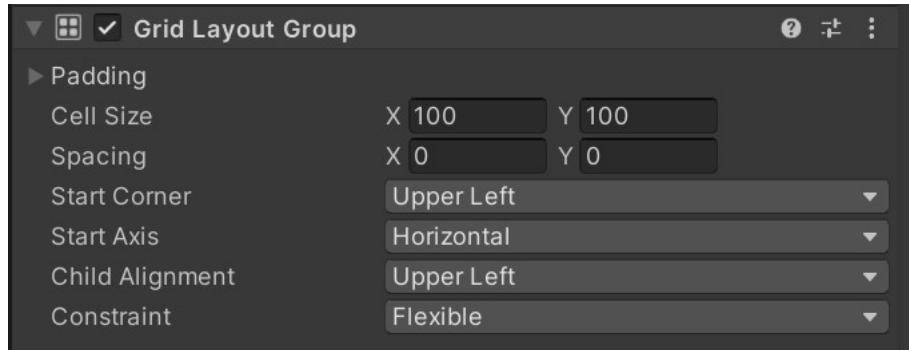 Grid Layout Group
Padding
Cell Size X 100 Y 100
Spacing X 0 Y 0
Start Corner Upper Left
Start Axis Horizontal
Child Alignment Upper Left
Constraint Flexible